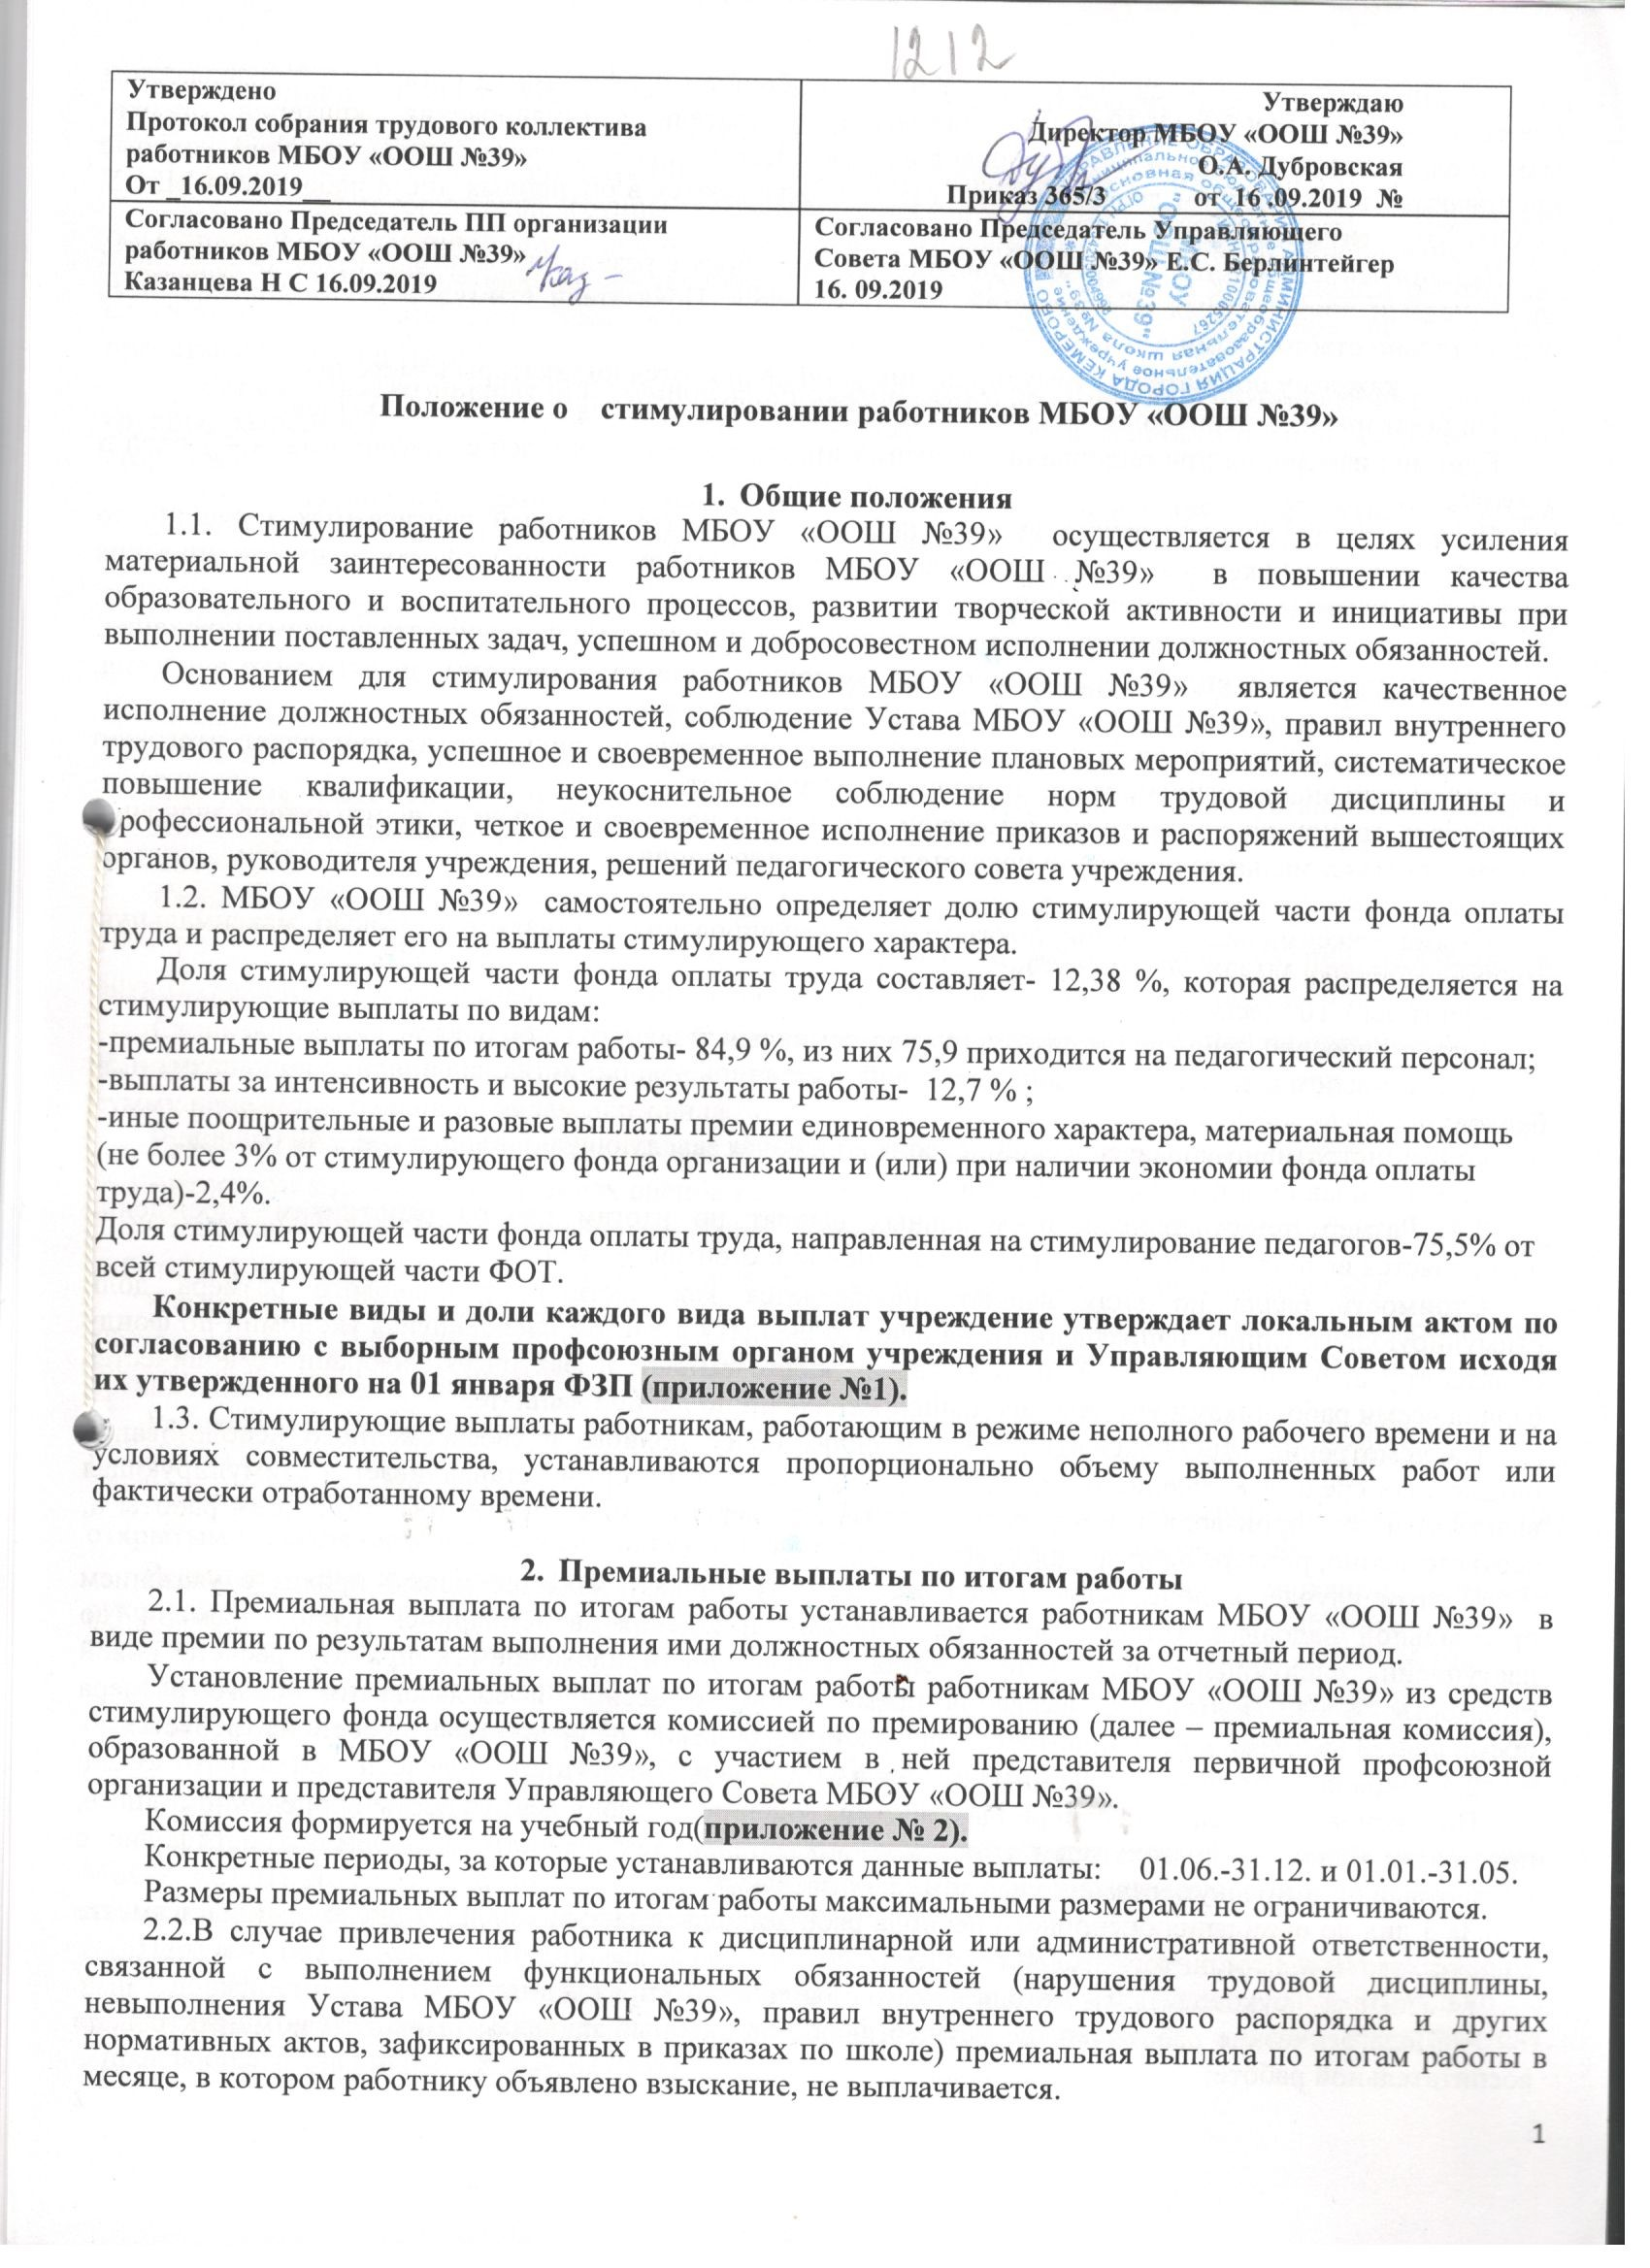 1212
Утверждено
Протокол собрания трудового коллектива
работников МБОУ «ООШ №39»
От _16.09.2019__
Утверждаю
Директор МБОУ «ООШ №39»
О.А. Дубровская
Приказ 365/3 от 16 .09.2019 №
Согласовано Председатель ПП организации
работников МБОУ «ООШ №39»
Казанцева Н С 16.09.2019
Согласовано Председатель Управляющего
Совета МБОУ «ООШ №39» Е.С. Берлинтейгер
16. 09.2019
Положение о стимулировании работников МБОУ «ООШ №39»
1. Общие положения
1.1. Стимулирование работников МБОУ «ООШ №39» осуществляется в целях усиления
материальной заинтересованности работников МБОУ «ООШ №39» в повышении качества
образовательного и воспитательного процессов, развитии творческой активности и инициативы при
выполнении поставленных задач, успешном и добросовестном исполнении должностных обязанностей.
Основанием для стимулирования работников МБОУ «ООШ №39» является качественное
исполнение должностных обязанностей, соблюдение Устава МБОУ «ООШ №39», правил внутреннего
трудового распорядка, успешное и своевременное выполнение плановых мероприятий, систематическое
повышение квалификации, неукоснительное соблюдение норм трудовой дисциплины и
рофессиональной этики, четкое и своевременное исполнение приказов и распоряжений вышестоящих
органов, руководителя учреждения, решений педагогического совета учреждения.
1.2. МБОУ «ООШ №39» самостоятельно определяет долю стимулирующей части фонда оплаты
труда и распределяет его на выплаты стимулирующего характера.
Доля стимулирующей части фонда оплаты труда составляет- 12,38 %, которая распределяется на
стимулирующие выплаты по видам:
-премиальные выплаты по итогам работы- 84,9 %, из них 75,9 приходится на педагогический персонал;
-выплаты за интенсивность и высокие результаты работы- 12,7 % ;
-иные поощрительные и разовые выплаты премии единовременного характера, материальная помощь
(не более 3% от стимулирующего фонда организации и (или) при наличии экономии фонда оплаты
труда)-2,4%.
Доля стимулирующей части фонда оплаты труда, направленная на стимулирование педагогов-75,5% от
всей стимулирующей части ФОТ.
Конкретные виды и доли каждого вида выплат учреждение утверждает локальным актом по
согласованию с выборным профсоюзным органом учреждения и Управляющим Советом исходя
их утвержденного на 01 января ФЗП (приложение №1).
1.3. Стимулирующие выплаты работникам, работающим в режиме неполного рабочего времени и на
условиях совместительства, устанавливаются пропорционально объему выполненных работ или
фактически отработанному времени.
2. Премиальные выплаты по итогам работы
2.1. Премиальная выплата по итогам работы устанавливается работникам МБОУ «ООШ №39» в
виде премии по результатам выполнения ими должностных обязанностей за отчетный период.
Установление премиальных выплат по итогам работы работникам МБОУ «ООШ №39» из средств
стимулирующего фонда осуществляется комиссией по премированию (далее – премиальная комиссия),
образованной в МБОУ «ООШ №39», с участием в ней представителя первичной профсоюзной
организации и представителя Управляющего Совета МБОУ «ООШ №39».
Комиссия формируется на учебный год(приложение № 2).
Конкретные периоды, за которые устанавливаются данные выплаты: 01.06.-31.12. и 01.01.-31.05.
Размеры премиальных выплат по итогам работы максимальными размерами не ограничиваются.
2.2.В случае привлечения работника к дисциплинарной или административной ответственности,
связанной с выполнением функциональных обязанностей (нарушения трудовой дисциплины,
невыполнения Устава МБОУ «ООШ №39», правил внутреннего трудового распорядка и других
нормативных актов, зафиксированных в приказах по школе) премиальная выплата по итогам работы в
месяце, в котором работнику объявлено взыскание, не выплачивается.
1